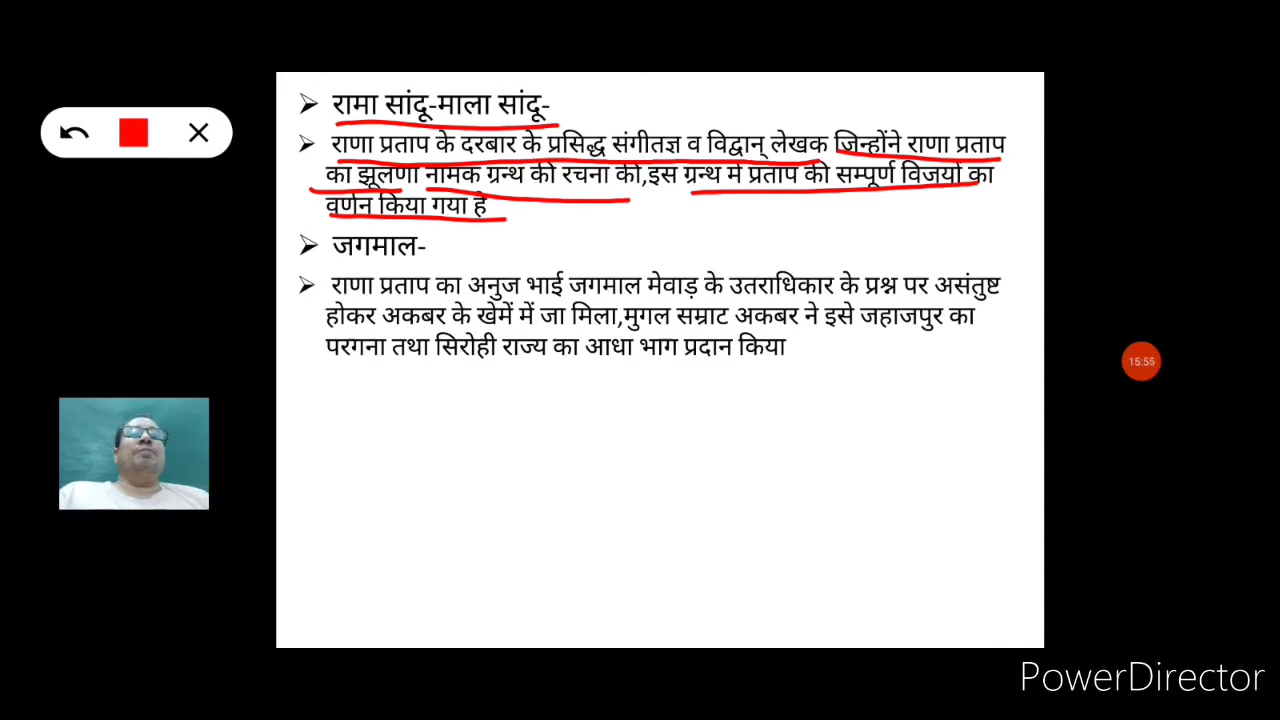 ➢ रामा सांदू-माला सांदू-
➢ राणा प्रताप के दरबार के प्रसिद्ध संगीतज्ञ व विद्वान् लेखक जिन्होंने राणा प्रताप
का झूलणा नामक ग्रन्थ की रचना की,इस ग्रन्थ में प्रताप की सम्पूर्ण विजयों का
वर्णन किया गया है
➢ जगमाल-
➢ राणा प्रताप का अनुज भाई जगमाल मेवाड़ के उतराधिकार के प्रश्न पर असंतुष्ट
होकर अकबर के खेमें में जा मिला,मुगल सम्राट अकबर ने इसे जहाजपुर का
परगना तथा सिरोही राज्य का आधा भाग प्रदान किया
15:55
PowerDirector